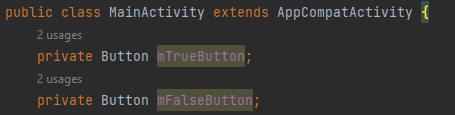 public class MainActivity extends AppCompatActivity {
2 usages
private Button mTrueButton;
2 usages
private Button mFalseButton;